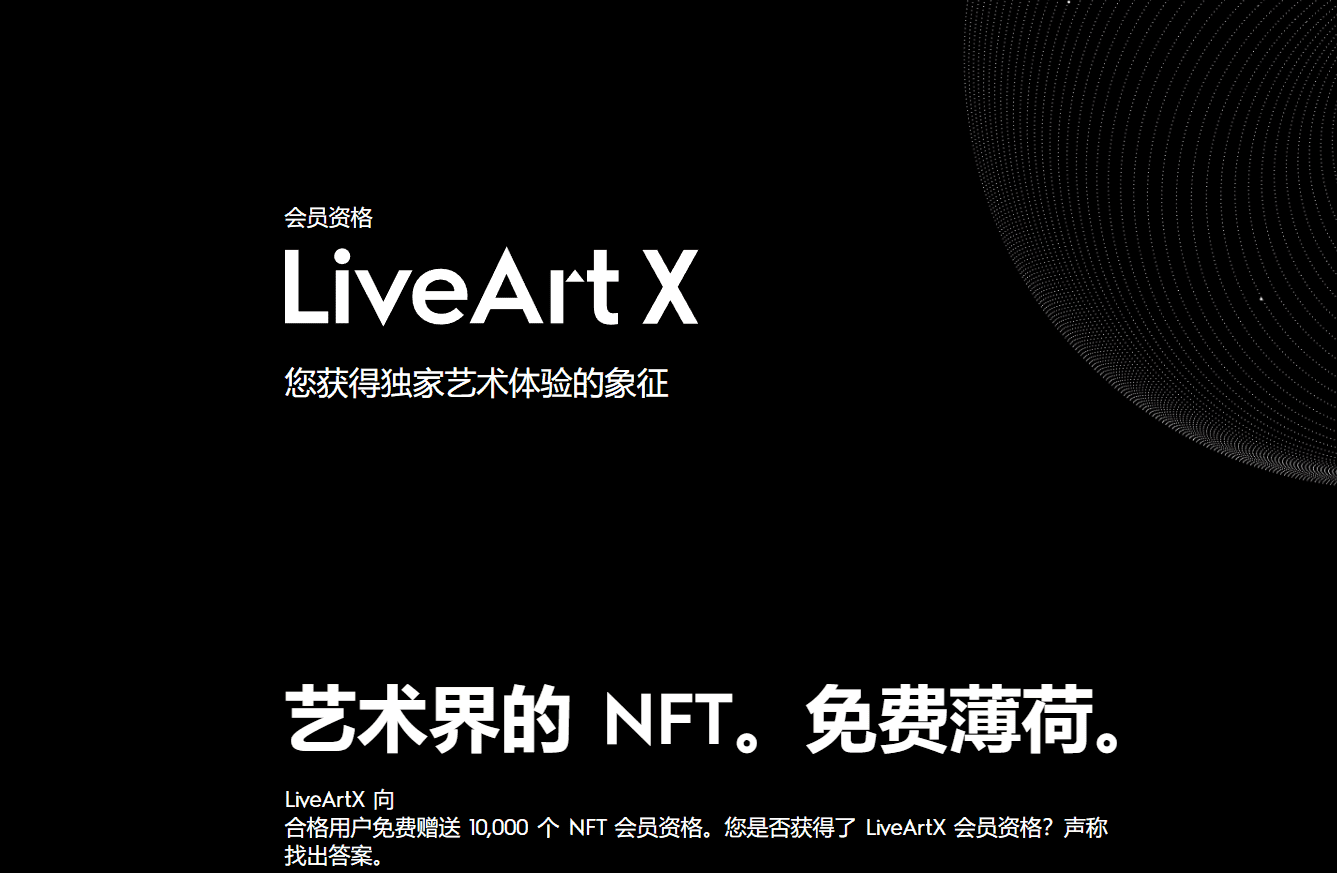 会员资格
LiveArt X
您获得独家艺术体验的象征
艺术界的 NFT。免费薄荷。
LiveArtX 向
合格用户免费赠送 10,000 个 NFT 会员资格。您是否获得了 LiveArtX 会员资格？声称
找出答案。